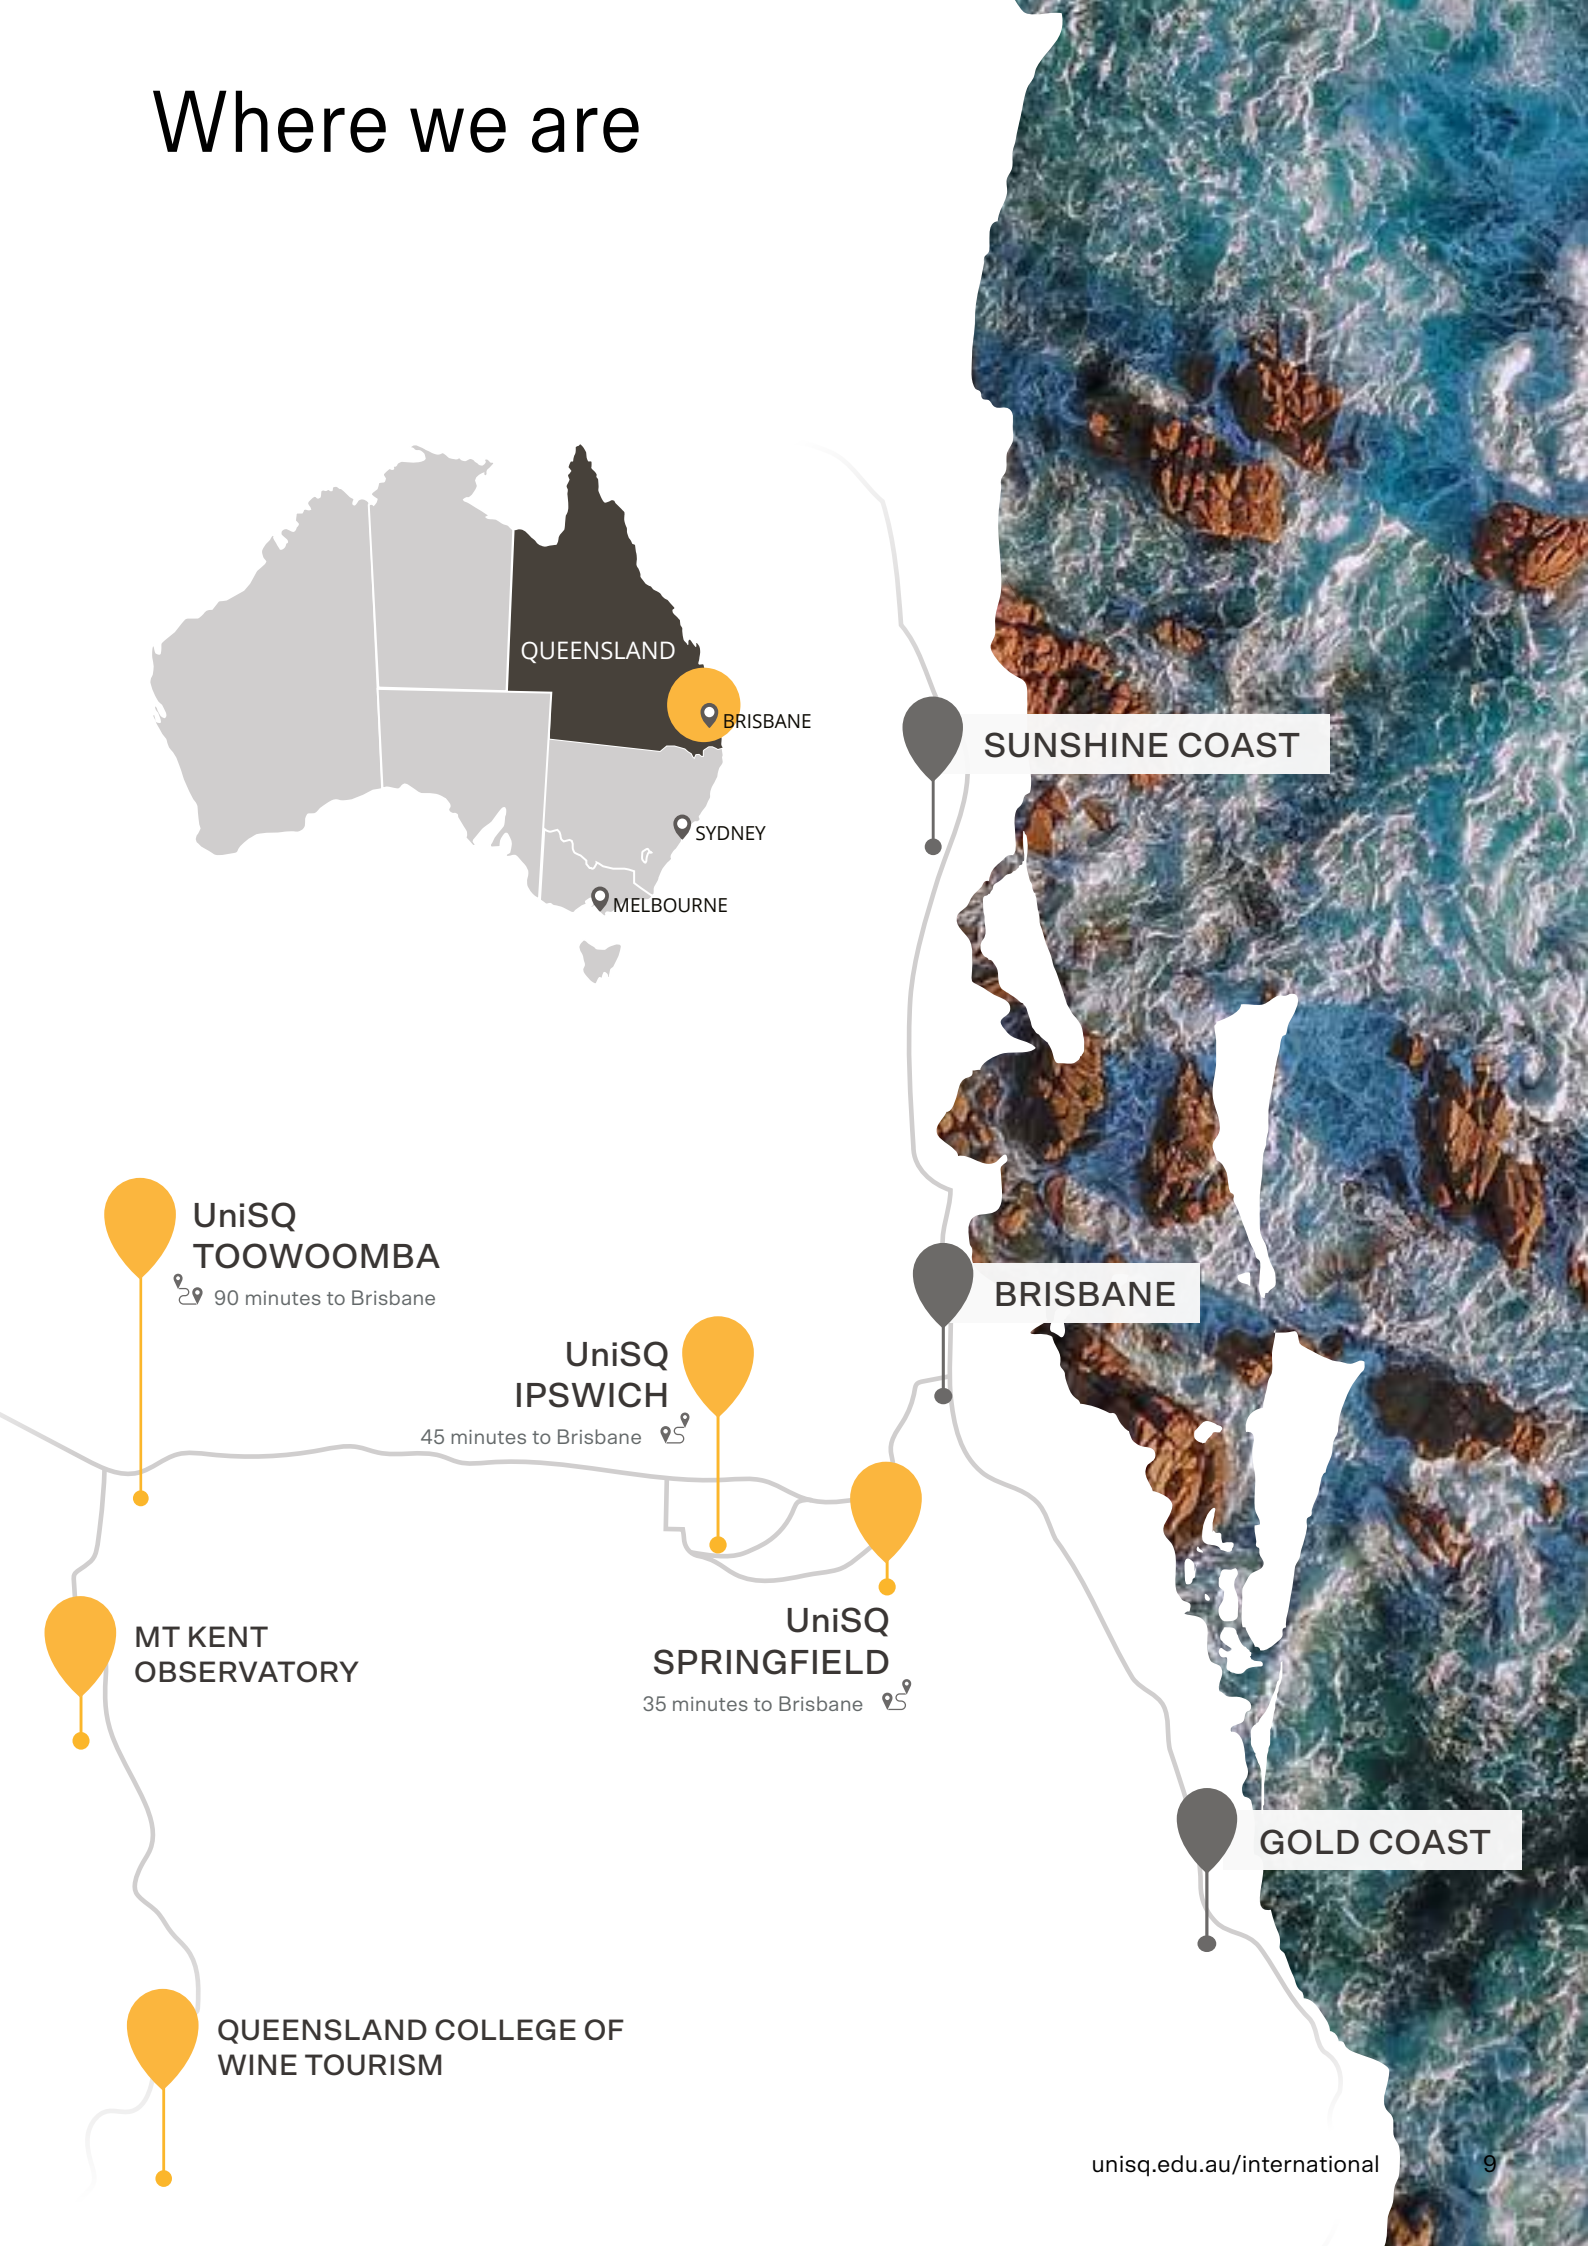 Where we are
QUEENSLAND
BRISBANE
SYDNEY
MELBOURNE
SUNSHINE COAST
UniSQ
TOOWOOMBA
90 minutes to Brisbane
BRISBANE
UniSQ
IPSWICH
45 minutes to Brisbane
UniSQ
SPRINGFIELD
35 minutes to Brisbane
MT KENT
OBSERVATORY
GOLD COAST
QUEENSLAND COLLEGE OF
WINE TOURISM
unisq.edu.au/international
9